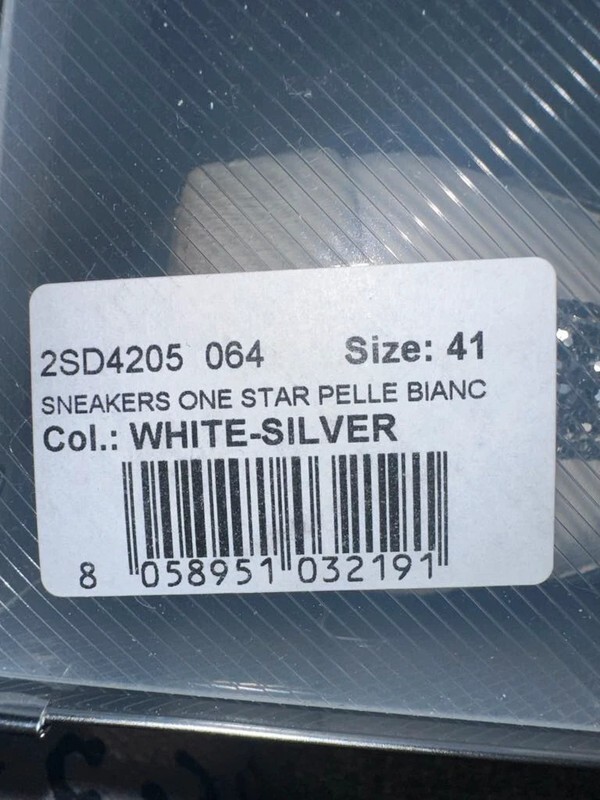 2SD4205 064 Size: 41
SNEAKERS ONE STAR PELLE BIANC
Col.: WHITE-SILVER
8 058951 032191